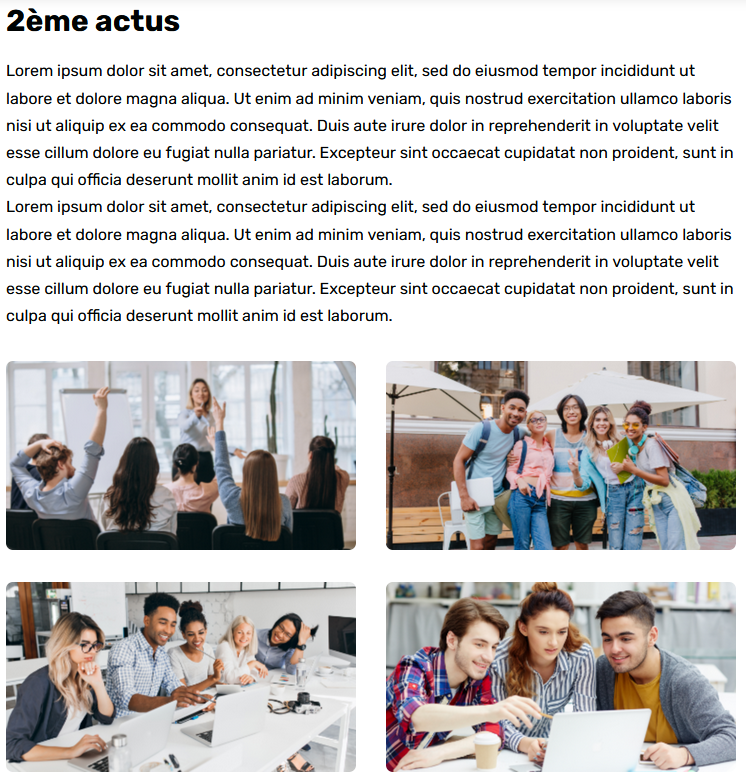 2ème actus
Lorem ipsum dolor sit amet, consectetur adipiscing elit, sed do eiusmod tempor incididunt ut
labore et dolore magna aliqua. Ut enim ad minim veniam, quis nostrud exercitation ullamco laboris
nisi ut aliquip ex ea commodo consequat. Duis aute irure dolor in reprehenderit in voluptate velit
esse cillum dolore eu fugiat nulla pariatur. Excepteur sint occaecat cupidatat non proident, sunt in
culpa qui officia deserunt mollit anim id est laborum.
Lorem ipsum dolor sit amet, consectetur adipiscing elit, sed do eiusmod tempor incididunt ut
labore et dolore magna aliqua. Ut enim ad minim veniam, quis nostrud exercitation ullamco laboris
nisi ut aliquip ex ea commodo consequat. Duis aute irure dolor in reprehenderit in voluptate velit
esse cillum dolore eu fugiat nulla pariatur. Excepteur sint occaecat cupidatat non proident, sunt in
culpa qui officia deserunt mollit anim id est laborum.